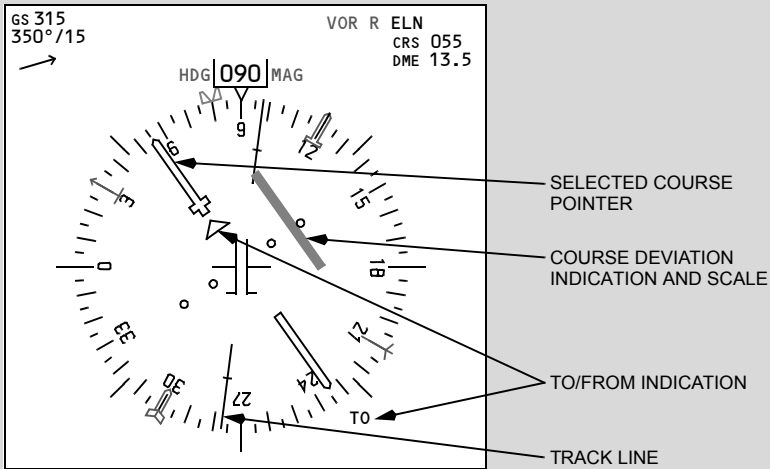 GS 315
350°/15
VOR R ELN
CRS 055
DME 13.5
HDG 090 MAG
9
6
12
3
15
0
18
33
21
30
24
27
TO
SELECTED COURSE
POINTER
COURSE DEVIATION
INDICATION AND SCALE
TO/FROM INDICATION
TRACK LINE